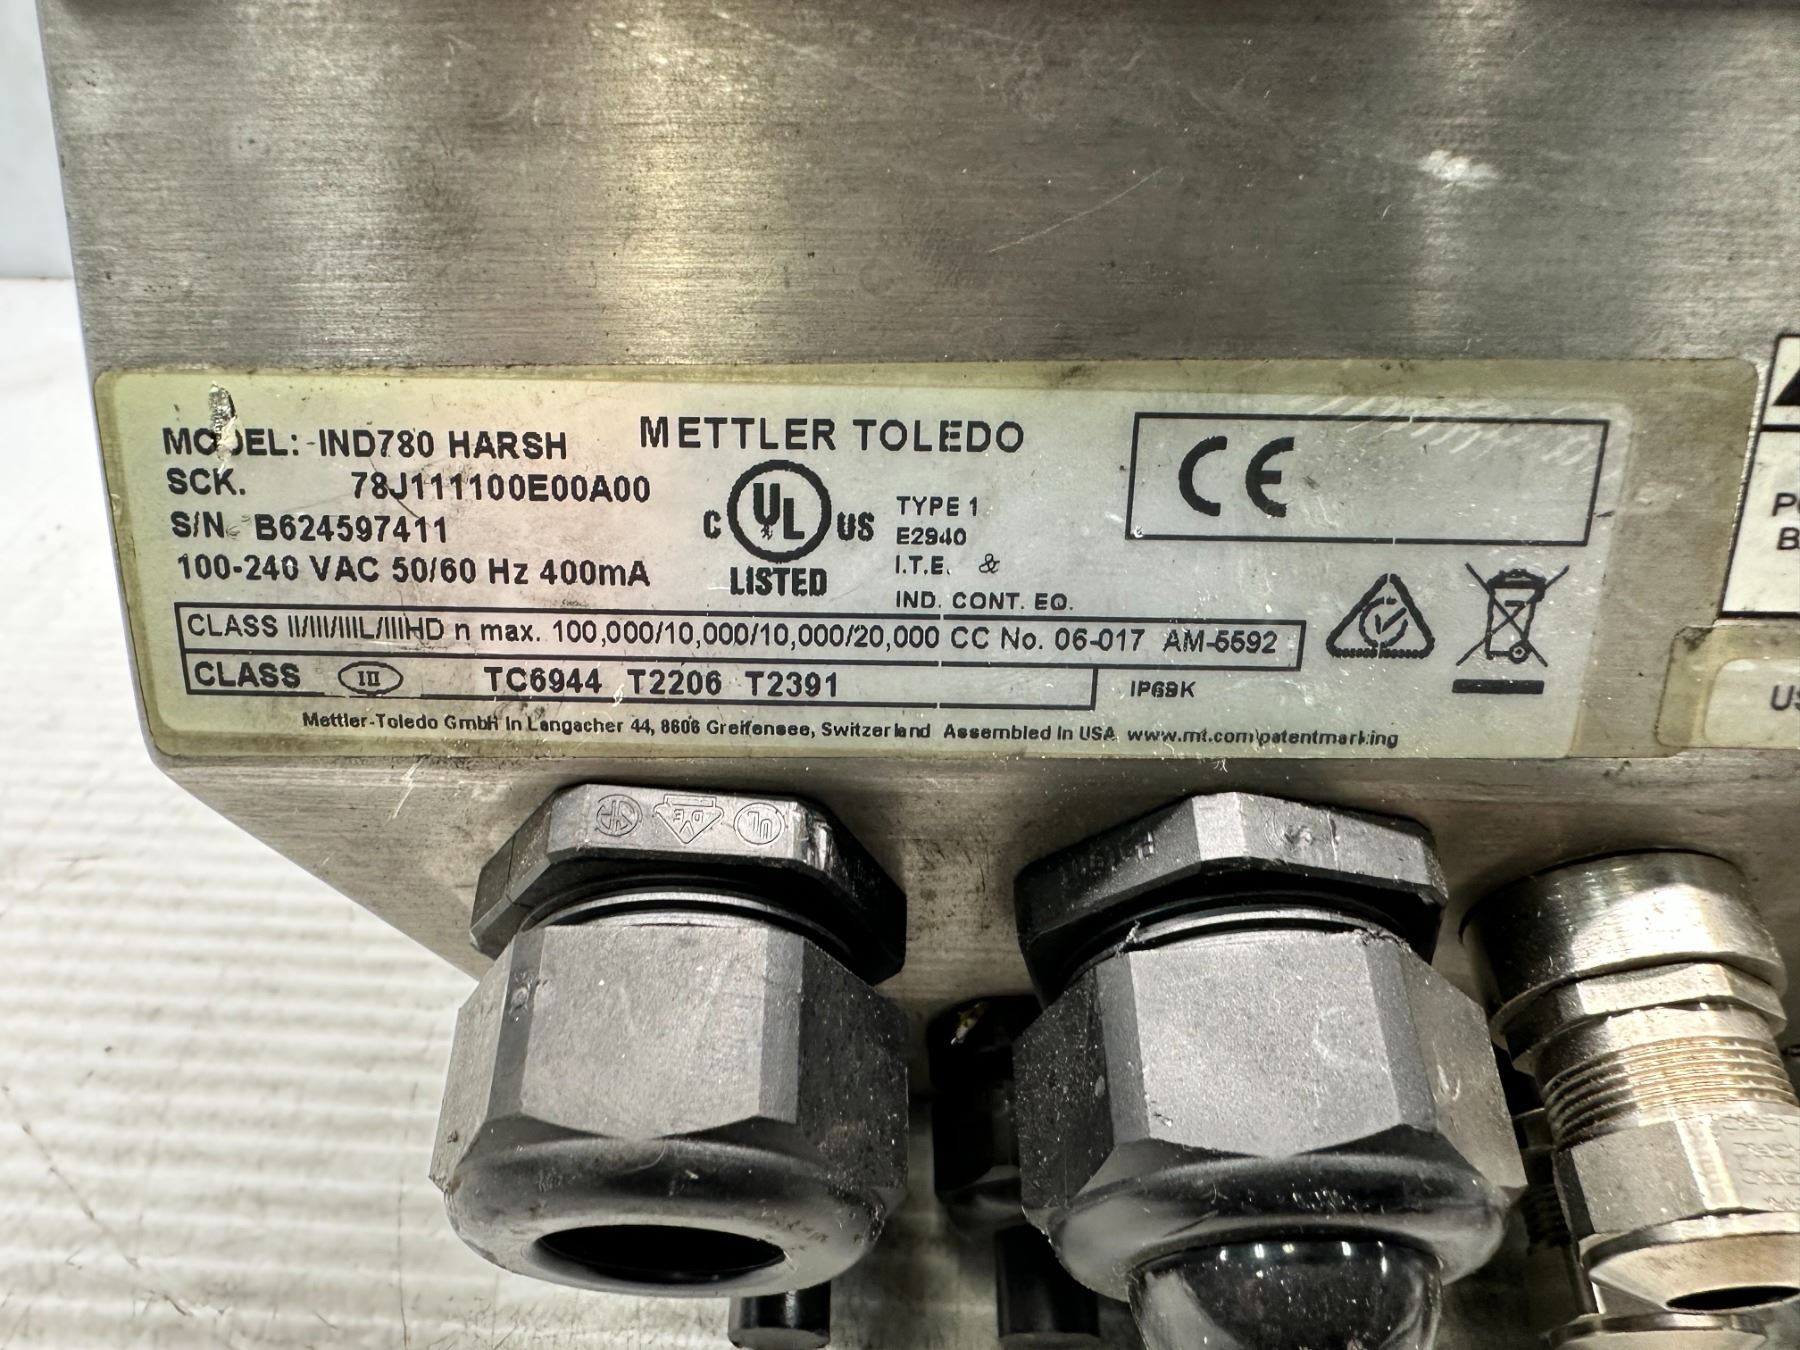 MODEL: IND780 HARSH
METTLER TOLEDO
SCK. 78J111100E00A00
S/N B624597411
100-240 VAC 50/60 Hz 400mA
C UL US
LISTED
TYPE 1
E2940
I.T.E. &
IND. CONT. EQ.
CE
CLASS II/III/IIIL/IIIHD n max. 100,000/10,000/10,000/20,000 CC No. 06-017 AM-5592
CLASS III TC6944 T2206 T2391
IP69K
Mettler-Toledo GmbH Im Langacher 44, 8606 Greifensee, Switzerland Assembled in USA www.mt.com\patentmarking
UL